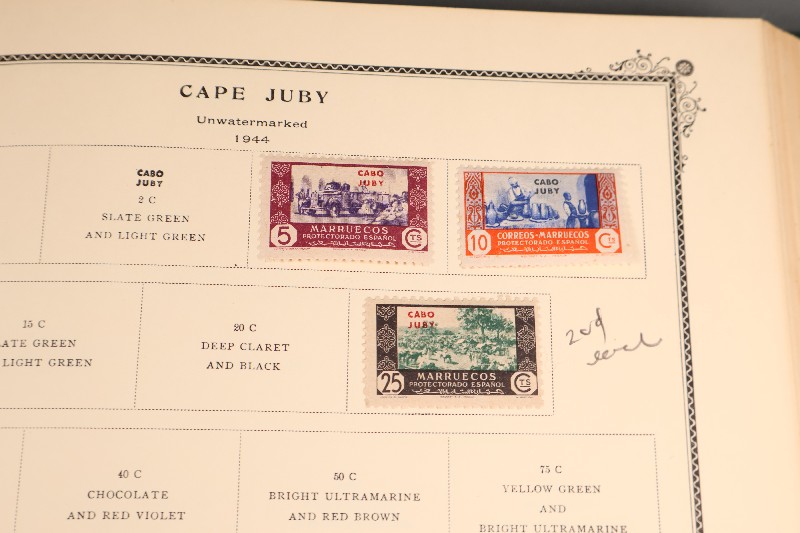 CAPE JUBY
Unwatermarked
1944
CABO
JUBY
2 C
SLATE GREEN
AND LIGHT GREEN
CABO
JUBY
5 MARRUECOS CTS
PROTECTORADO ESPAÑOL
CABO
JUBY
10 CORREOS-MARRUECOS CTS
PROTECTORADO ESPAÑOL
15 C
LATE GREEN
LIGHT GREEN
20 C
DEEP CLARET
AND BLACK
CABO
JUBY
25 MARRUECOS CTS
PROTECTORADO ESPAÑOL
40 C
CHOCOLATE
AND RED VIOLET
50 C
BRIGHT ULTRAMARINE
AND RED BROWN
75 C
YELLOW GREEN
AND
BRIGHT ULTRAMARINE